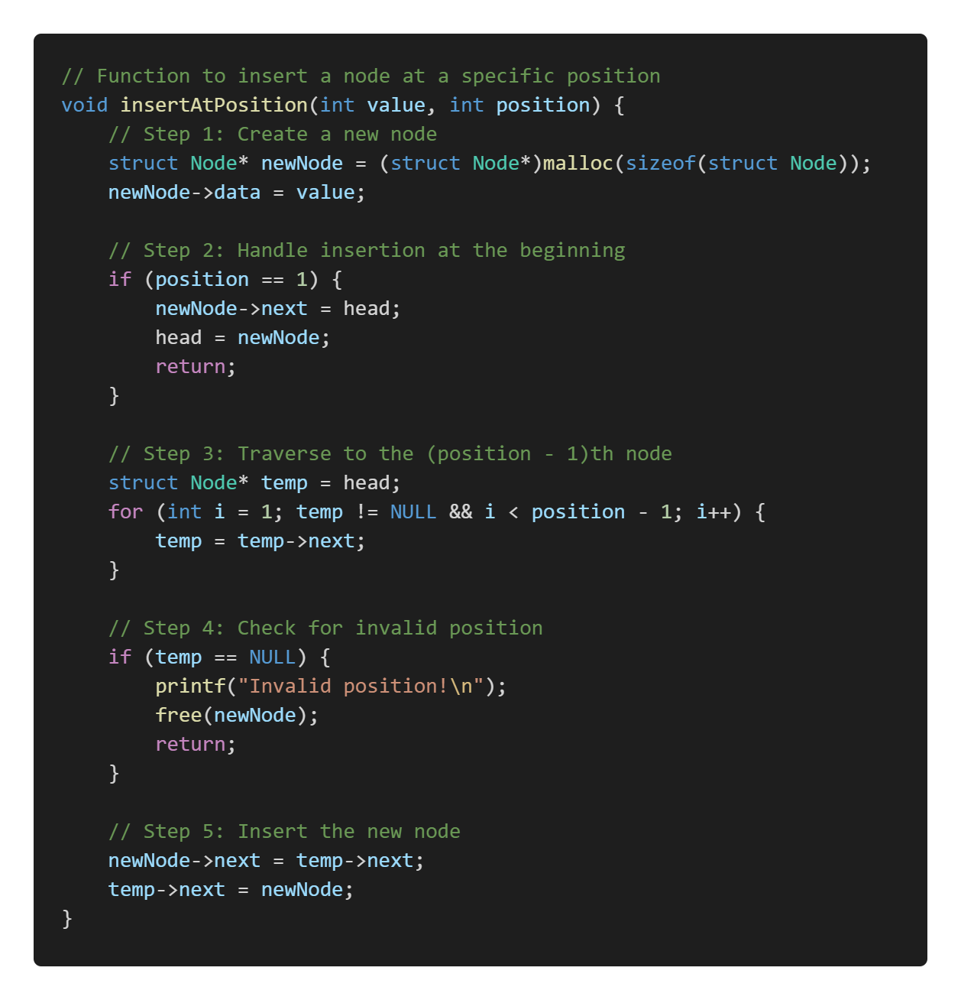 // Function to insert a node at a specific position
void insertAtPosition(int value, int position) {
    // Step 1: Create a new node
    struct Node* newNode = (struct Node*)malloc(sizeof(struct Node));
    newNode->data = value;

    // Step 2: Handle insertion at the beginning
    if (position == 1) {
        newNode->next = head;
        head = newNode;
        return;
    }

    // Step 3: Traverse to the (position - 1)th node
    struct Node* temp = head;
    for (int i = 1; temp != NULL && i < position - 1; i++) {
        temp = temp->next;
    }

    // Step 4: Check for invalid position
    if (temp == NULL) {
        printf("Invalid position!\n");
        free(newNode);
        return;
    }

    // Step 5: Insert the new node
    newNode->next = temp->next;
    temp->next = newNode;
}